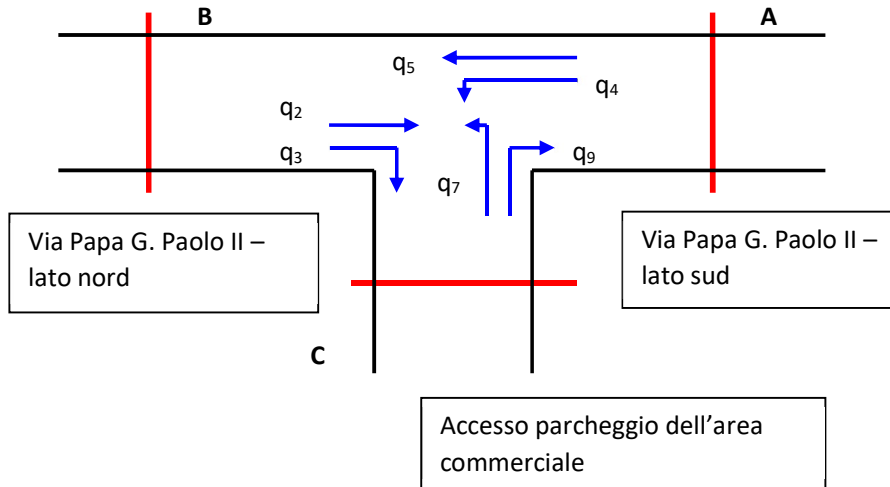 B
A
q5
q4
q2
q3
q9
q7
Via Papa G. Paolo II –
lato nord
Via Papa G. Paolo II –
lato sud
C
Accesso parcheggio dell’area
commerciale